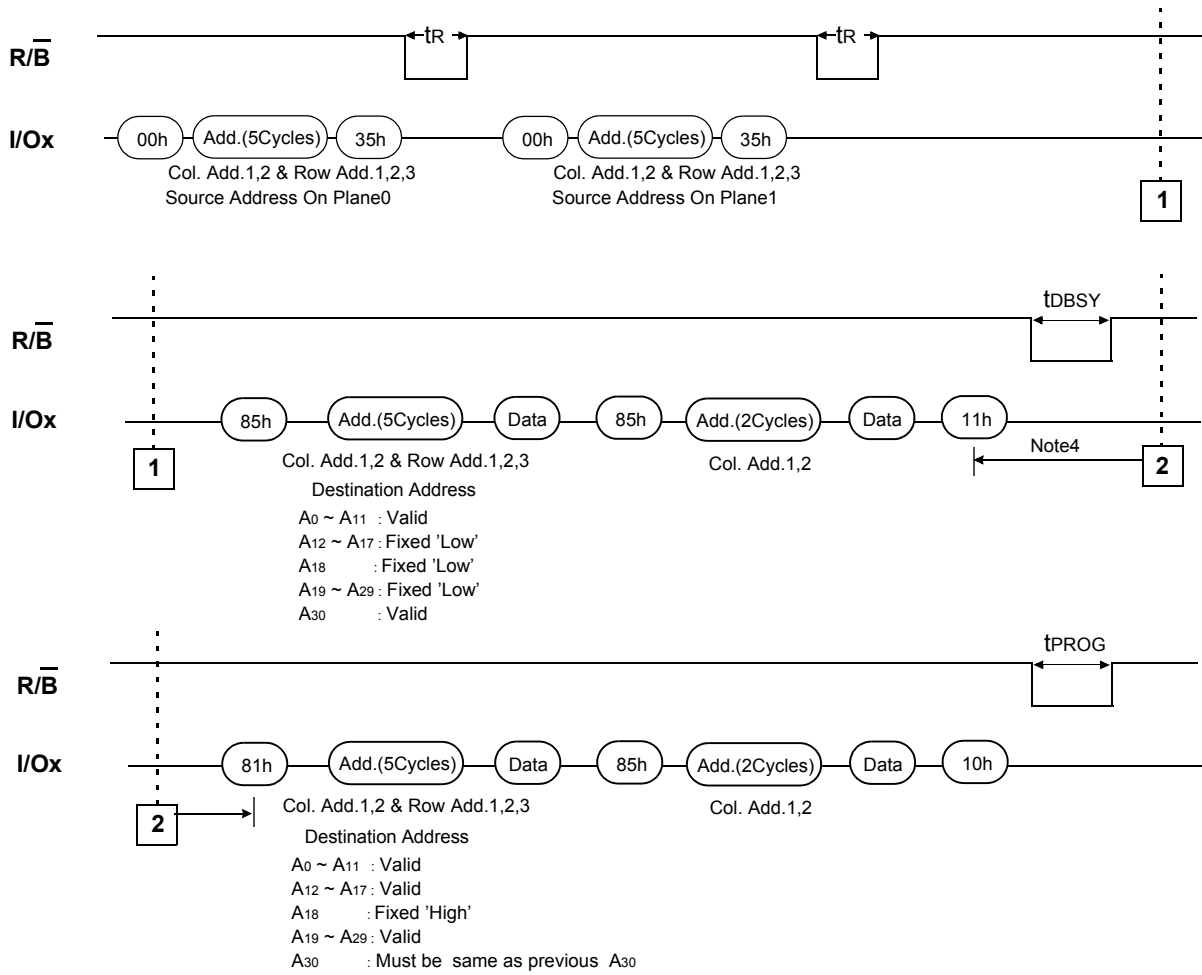 tR tR
R/B
I/Ox 00h Add.(5Cycles) 35h 00h Add.(5Cycles) 35h
Col. Add.1,2 & Row Add.1,2,3 Col. Add.1,2 & Row Add.1,2,3
Source Address On Plane0 Source Address On Plane1
1
tDBSY
R/B
I/Ox 85h Add.(5Cycles) Data 85h Add.(2Cycles) Data 11h
1 Col. Add.1,2 & Row Add.1,2,3 Col. Add.1,2 Note4 2
Destination Address
A0 ~ A11 : Valid
A12 ~ A17 : Fixed 'Low'
A18 : Fixed 'Low'
A19 ~ A29 : Fixed 'Low'
A30 : Valid
tPROG
R/B
I/Ox 81h Add.(5Cycles) Data 85h Add.(2Cycles) Data 10h
2 Col. Add.1,2 & Row Add.1,2,3 Col. Add.1,2
Destination Address
A0 ~ A11 : Valid
A12 ~ A17 : Valid
A18 : Fixed 'High'
A19 ~ A29 : Valid
A30 : Must be same as previous A30